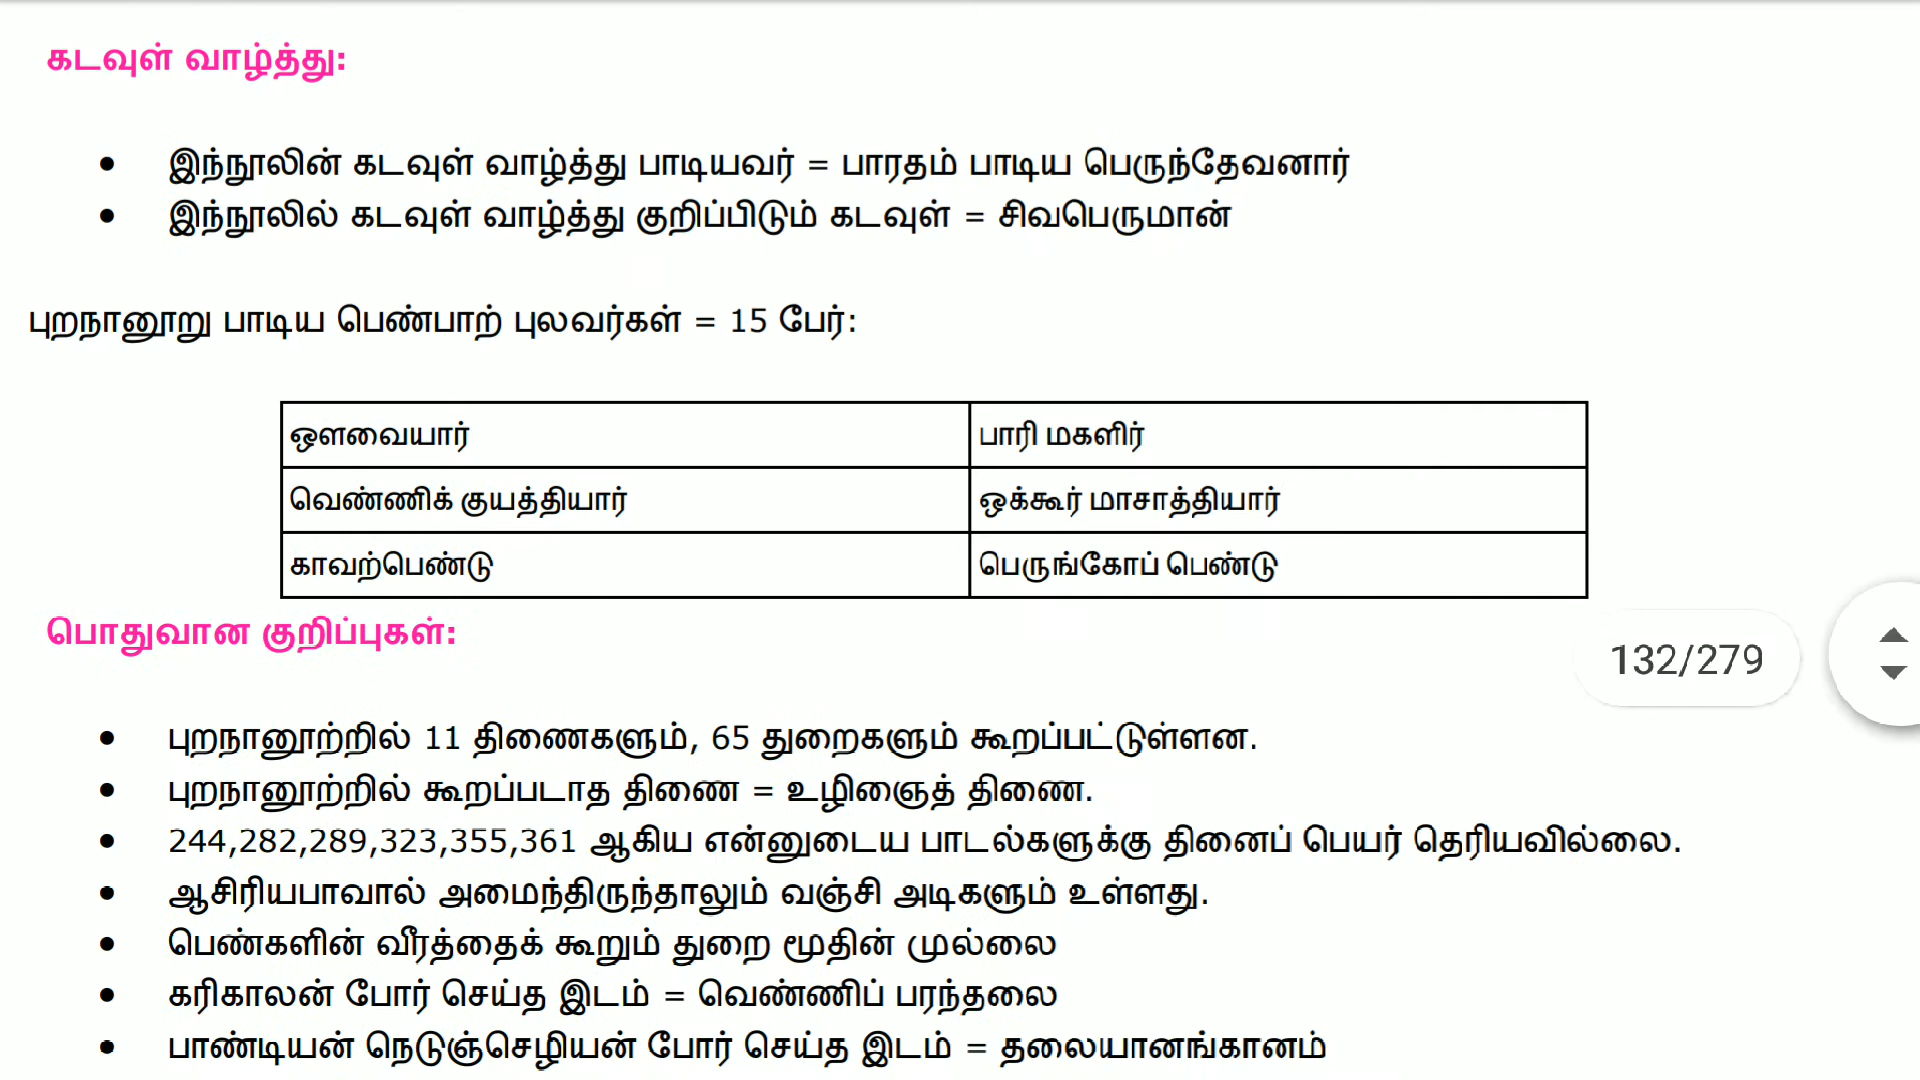 கடவுள் வாழ்த்து:
• இந்நூலின் கடவுள் வாழ்த்து பாடியவர் = பாரதம் பாடிய பெருந்தேவனார்
• இந்நூலில் கடவுள் வாழ்த்து குறிப்பிடும் கடவுள் = சிவபெருமான்
புறநானூறு பாடிய பெண்பாற் புலவர்கள் = 15 பேர்:
ஔவையார் பாரி மகளிர்
வெண்ணிக் குயத்தியார் ஒக்கூர் மாசாத்தியார்
காவற்பெண்டு பெருங்கோப் பெண்டு
பொதுவான குறிப்புகள்:
132/279
• புறநானூற்றில் 11 திணைகளும், 65 துறைகளும் கூறப்பட்டுள்ளன.
• புறநானூற்றில் கூறப்படாத திணை = உழிஞைத் திணை.
• 244,282,289,323,355,361 ஆகிய என்னுடைய பாடல்களுக்கு தினைப் பெயர் தெரியவில்லை.
• ஆசிரியபாவால் அமைந்திருந்தாலும் வஞ்சி அடிகளும் உள்ளது.
• பெண்களின் வீரத்தைக் கூறும் துறை மூதின் முல்லை
• கரிகாலன் போர் செய்த இடம் = வெண்ணிப் பரந்தலை
• பாண்டியன் நெடுஞ்செழியன் போர் செய்த இடம் = தலையானங்கானம்